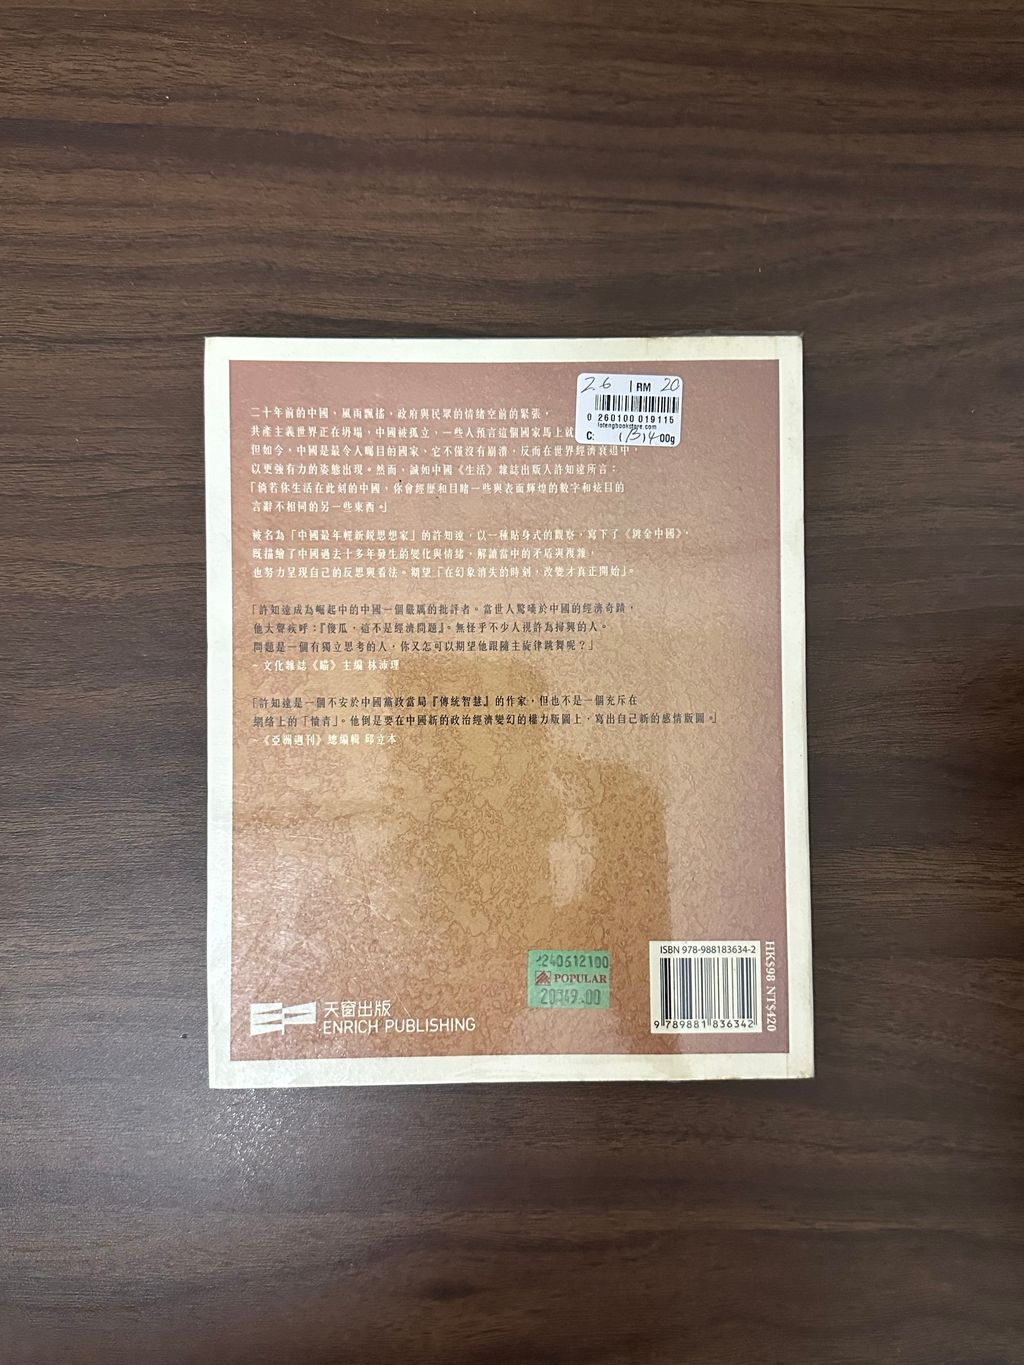 二十年前的中國，風雨飄搖，政府與民眾的情緒空前的緊張，
共產主義世界正在坍塌，中國被孤立，一些人預言這個國家馬上就
但如今，中國是最令人矚目的國家，它不僅沒有崩潰，反而在世界經濟衰退中，
以更強有力的姿態出現。然而，誠如中國《生活》雜誌出版人許知遠所言：
「倘若你生活在此刻的中國，你會經歷和目睹一些與表面輝煌的數字和炫目的
言辭不相同的另一些東西。」
被名為「中國最年輕新銳思想家」的許知遠，以一種貼身式的觀察，寫下了《鍍金中國》，
既描繪了中國過去十多年發生的變化與情緒，解讀當中的矛盾與複雜，
也努力呈現自己的反思與看法。期望「在幻象消失的時刻，改變才真正開始」。
「許知遠成為崛起中的中國一個嚴厲的批評者。當世人驚嘆於中國的經濟奇蹟，
他大聲疾呼：『傻瓜，這不是經濟問題』。無怪乎不少人視許為掃興的人。
問題是一個有獨立思考的人，你又怎可以期望他跟隨主旋律跳舞呢？」
~ 文化雜誌《瞄》主編 林沛理
「許知遠是一個不安於中國黨政當局『傳統智慧』的作家，但也不是一個充斥在
網絡上的「憤青」。他倒是要在中國新的政治經濟變幻的權力版圖上，寫出自己新的感情版圖。」
~《亞洲週刊》總編輯 邱立本
2.6 RM 20
0 260100 019115
lotengbookstore.com
C: 00g
2240612100
POPULAR
天窗出版
ENRICH PUBLISHING
ISBN 978-988183634-2
9 789881 836342
HK$98 NT$420